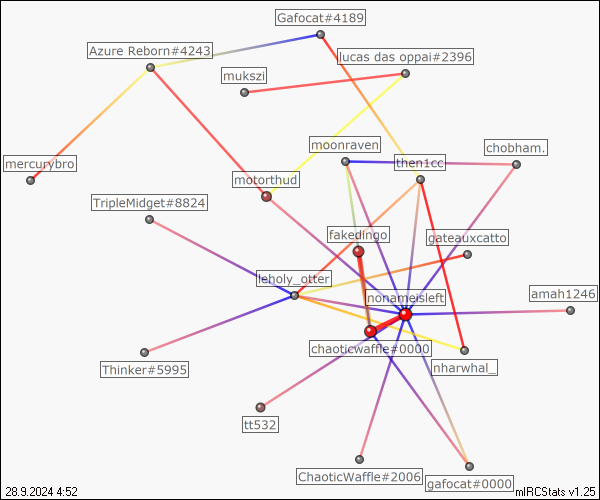 Gafocat#4189
Azure Reborn#4243
lucas das oppai#2396
mukszi
moonraven
chobham.
mercurybro
then1cc
motorthud
TripleMidget#8824
fakedingo
gateauxcatto
leholy_otter
nonameisleft
amah1246
chaoticwaffle#0000
Thinker#5995
nharwhal_
tt532
ChaoticWaffle#2006
gafocat#0000
28.9.2024 4:52
mIRCStats v1.25